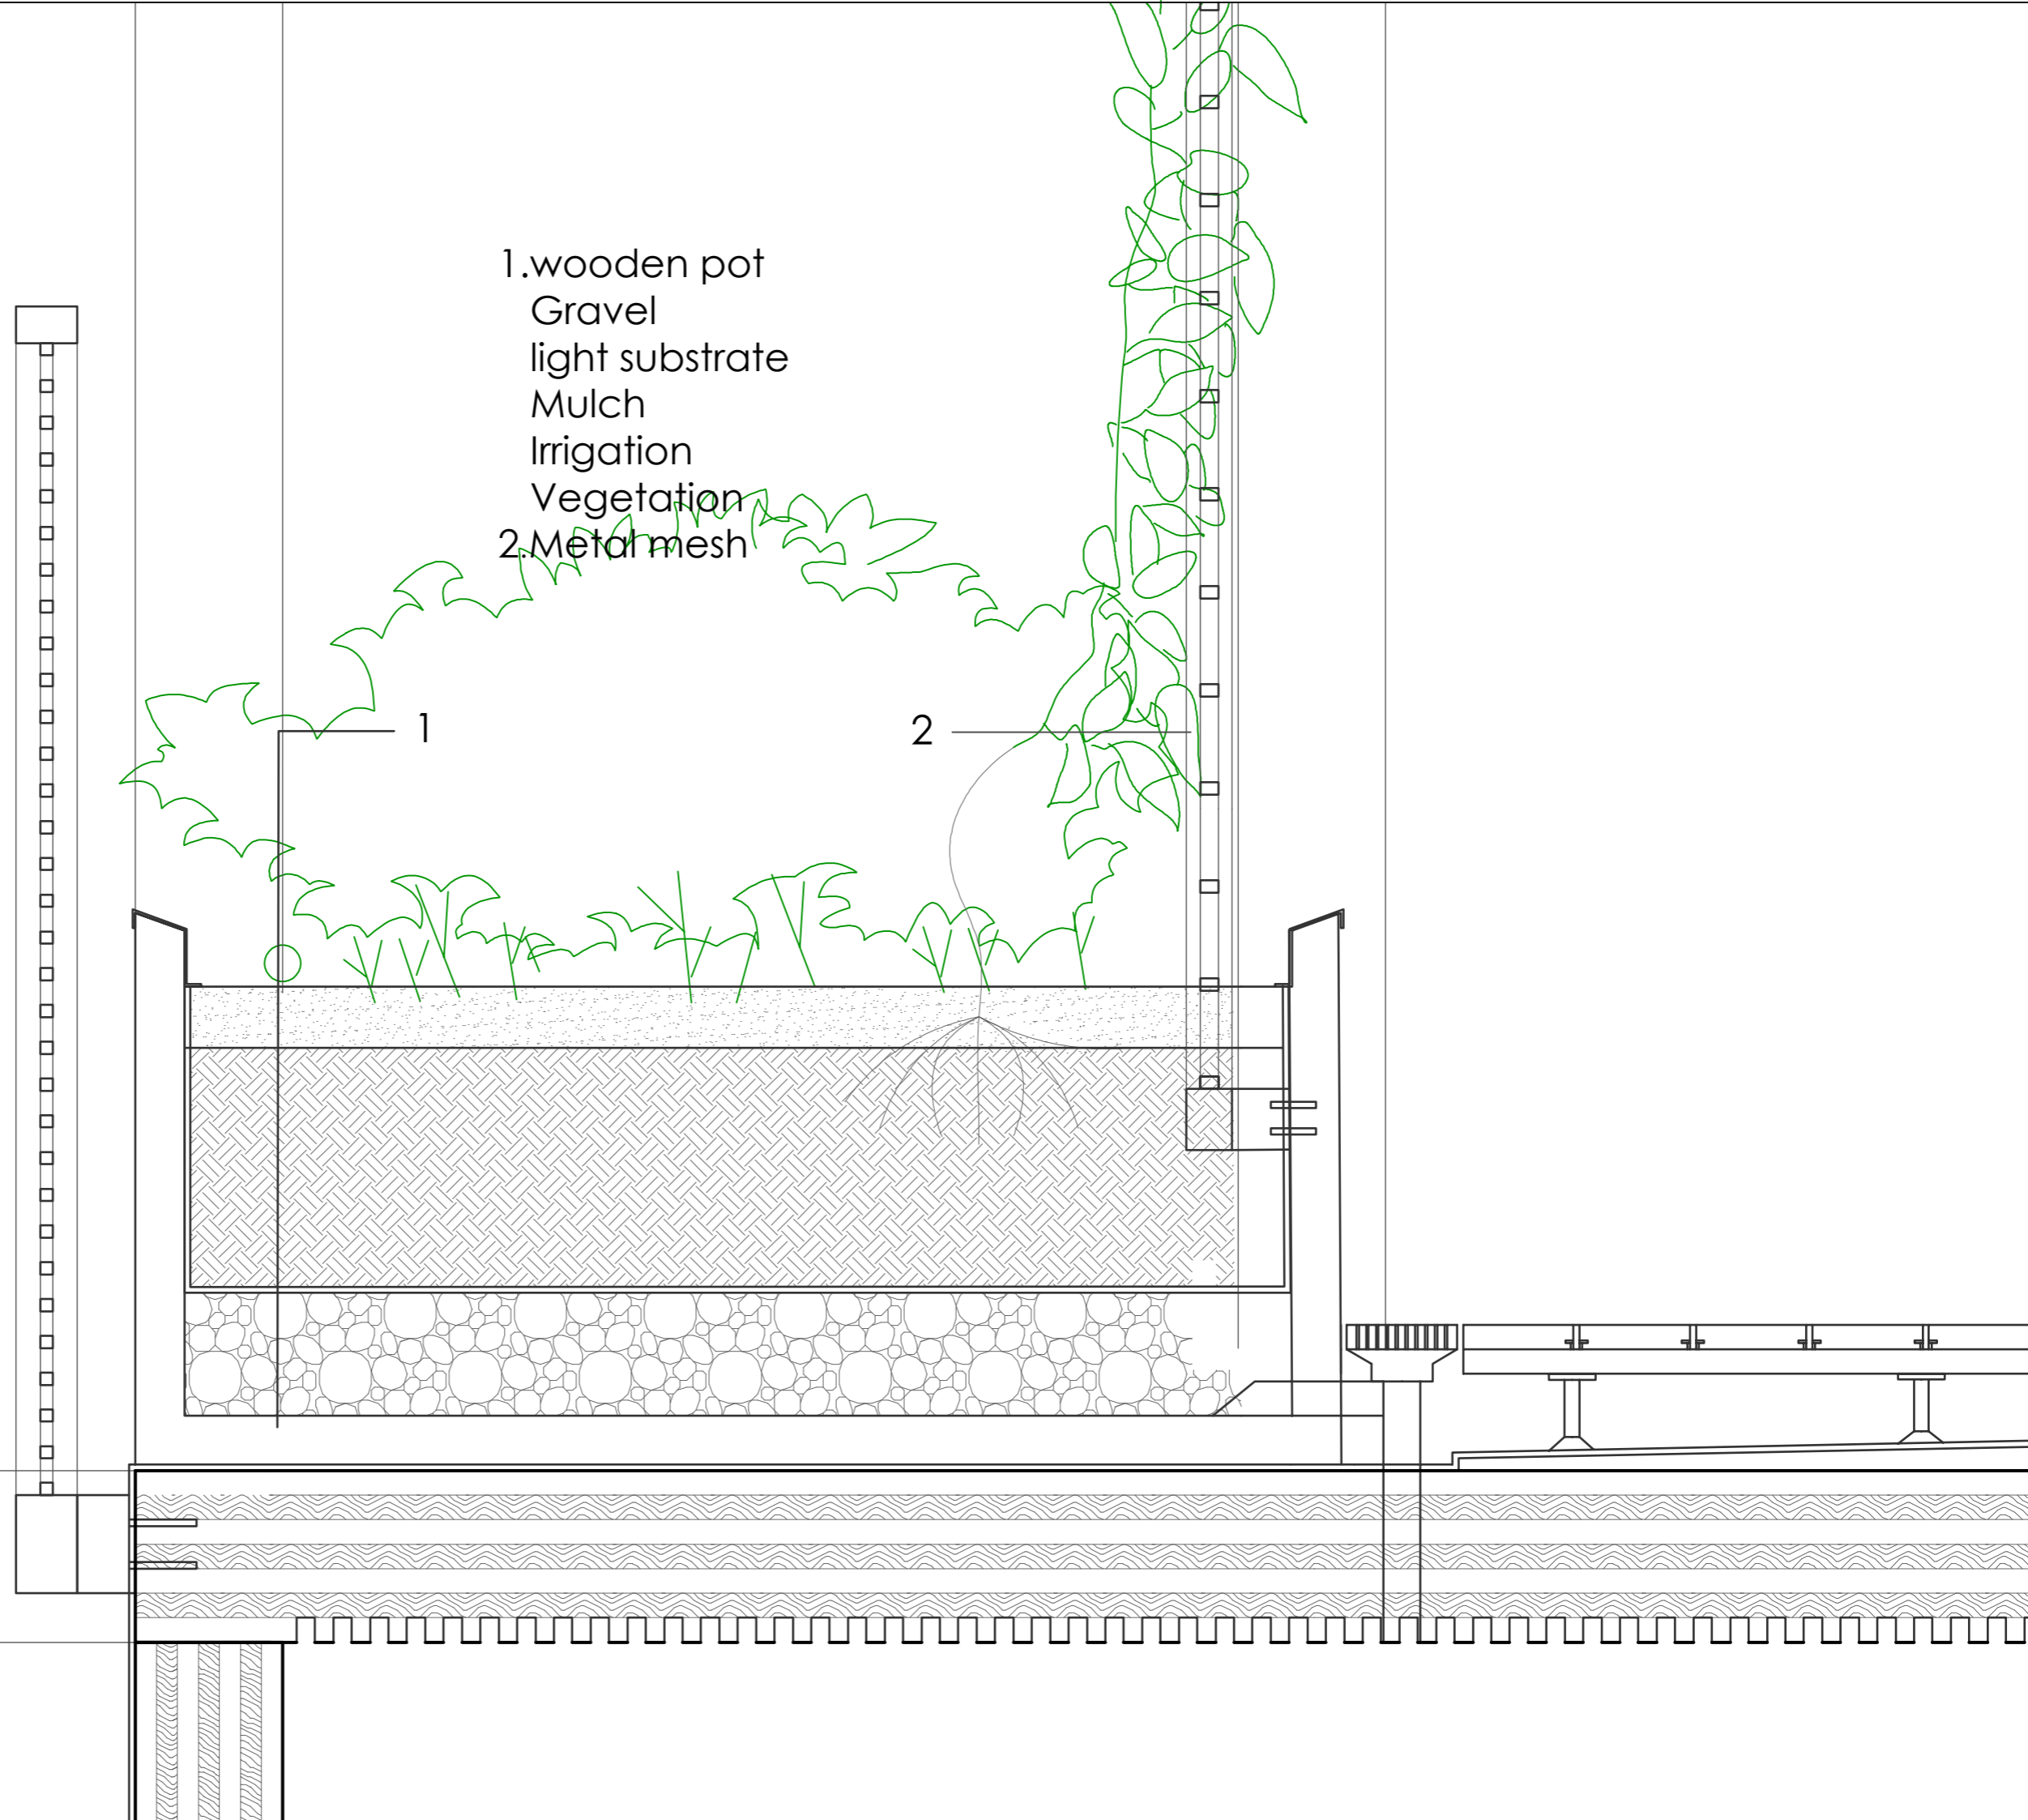 1.wooden pot
Gravel
light substrate
Mulch
Irrigation
Vegetation
2.Metal mesh
1
2